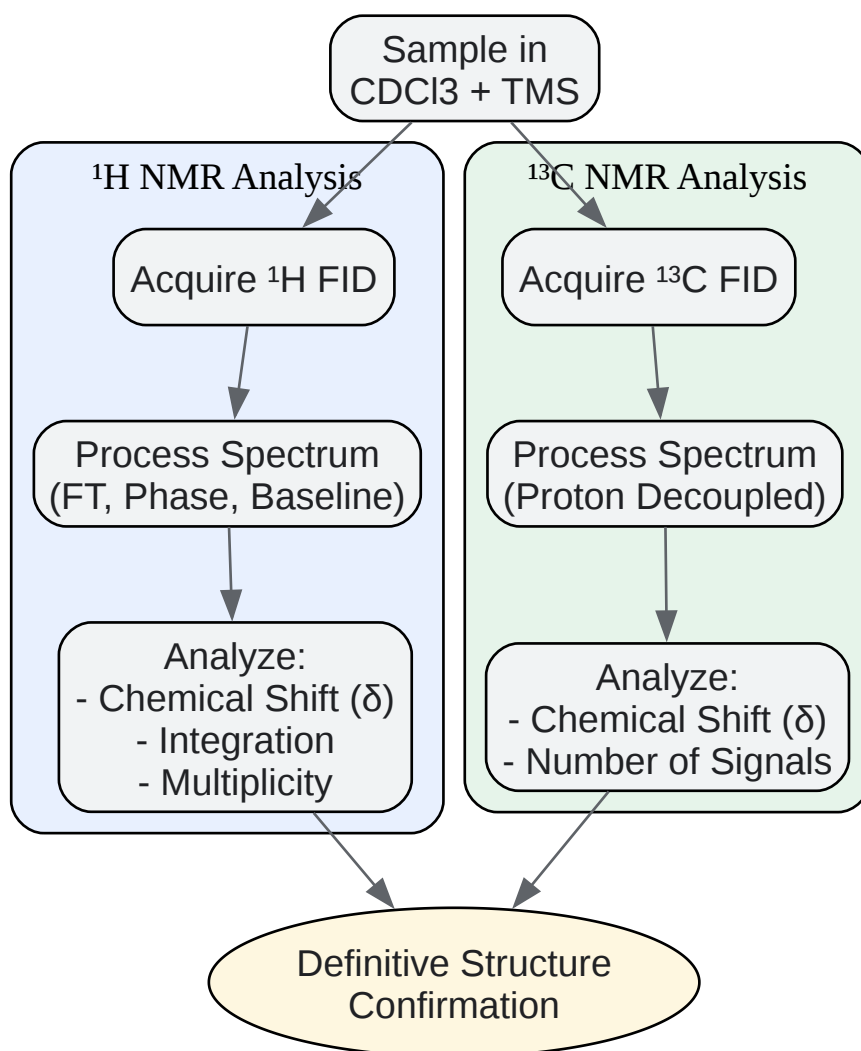 Sample in
CDCl3 + TMS
¹H NMR Analysis
Acquire ¹H FID
Process Spectrum
(FT, Phase, Baseline)
Analyze:
- Chemical Shift (δ)
- Integration
- Multiplicity
¹³C NMR Analysis
Acquire ¹³C FID
Process Spectrum
(Proton Decoupled)
Analyze:
- Chemical Shift (δ)
- Number of Signals
Definitive Structure
Confirmation